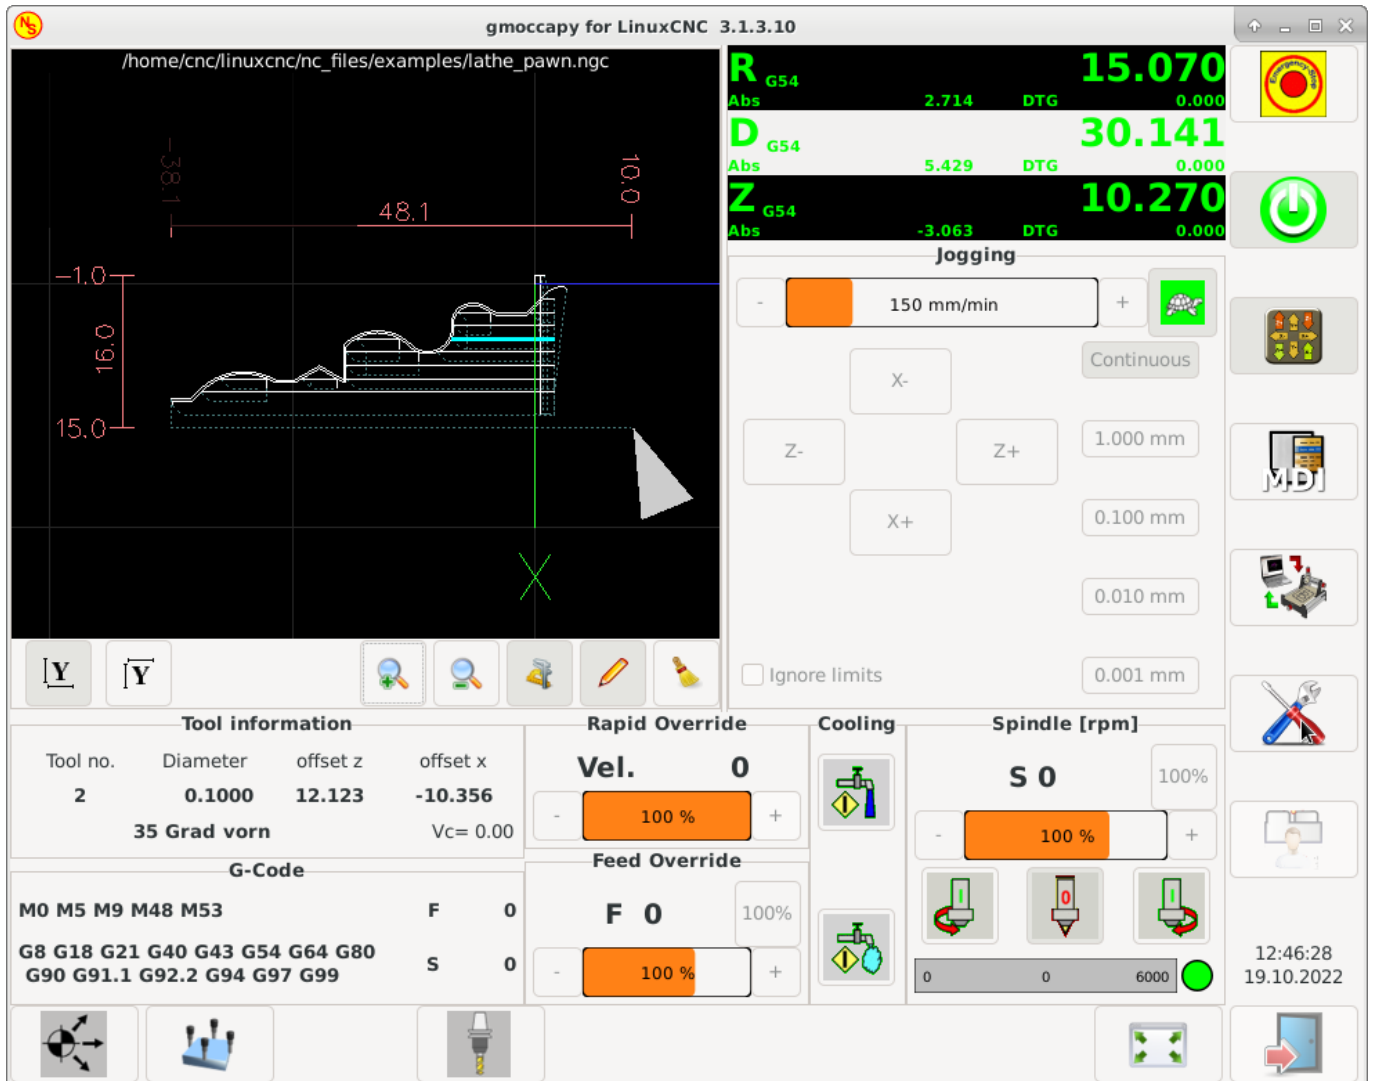 NS
gmoccapy for LinuxCNC 3.1.3.10
/home/cnc/linuxcnc/nc_files/examples/lathe_pawn.ngc
-38.1
10.0
48.1
-1.0
16.0
15.0
X
R G54 15.070
Abs 2.714 DTG 0.000
D G54 30.141
Abs 5.429 DTG 0.000
Z G54 10.270
Abs -3.063 DTG 0.000
Emergency-Stop
Jogging
- 150 mm/min +
Continuous
X-
1.000 mm
Z- Z+
X+
0.100 mm
0.010 mm
Ignore limits
0.001 mm
MDI
Y Y
Tool information
Tool no. Diameter offset z offset x
2 0.1000 12.123 -10.356
35 Grad vorn Vc= 0.00
G-Code
M0 M5 M9 M48 M53 F 0
G8 G18 G21 G40 G43 G54 G64 G80
G90 G91.1 G92.2 G94 G97 G99
S 0
Rapid Override
Vel. 0
- 100 % +
Feed Override
F 0 100%
- 100 % +
Cooling
I
I
Spindle [rpm]
S 0 100%
- 100 % +
I 0 I
0 0 6000
12:46:28
19.10.2022